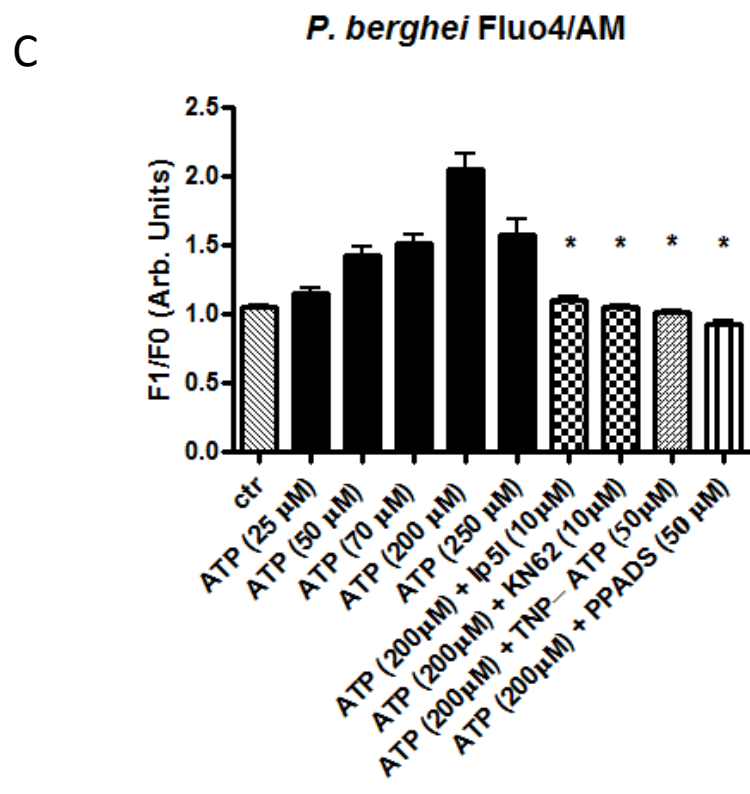 C
P. berghei Fluo4/AM
F1/F0 (Arb. Units)
2.5
2.0
1.5
1.0
0.5
0.0
* * * *
ctr
ATP (25 µM)
ATP (50 µM)
ATP (70 µM)
ATP (200 µM)
ATP (250 µM)
ATP (200µM) + Ip5I (10µM)
ATP (200µM) + KN62 (10µM)
ATP (200µM) + TNP– ATP (50µM)
ATP (200µM) + PPADS (50 µM)